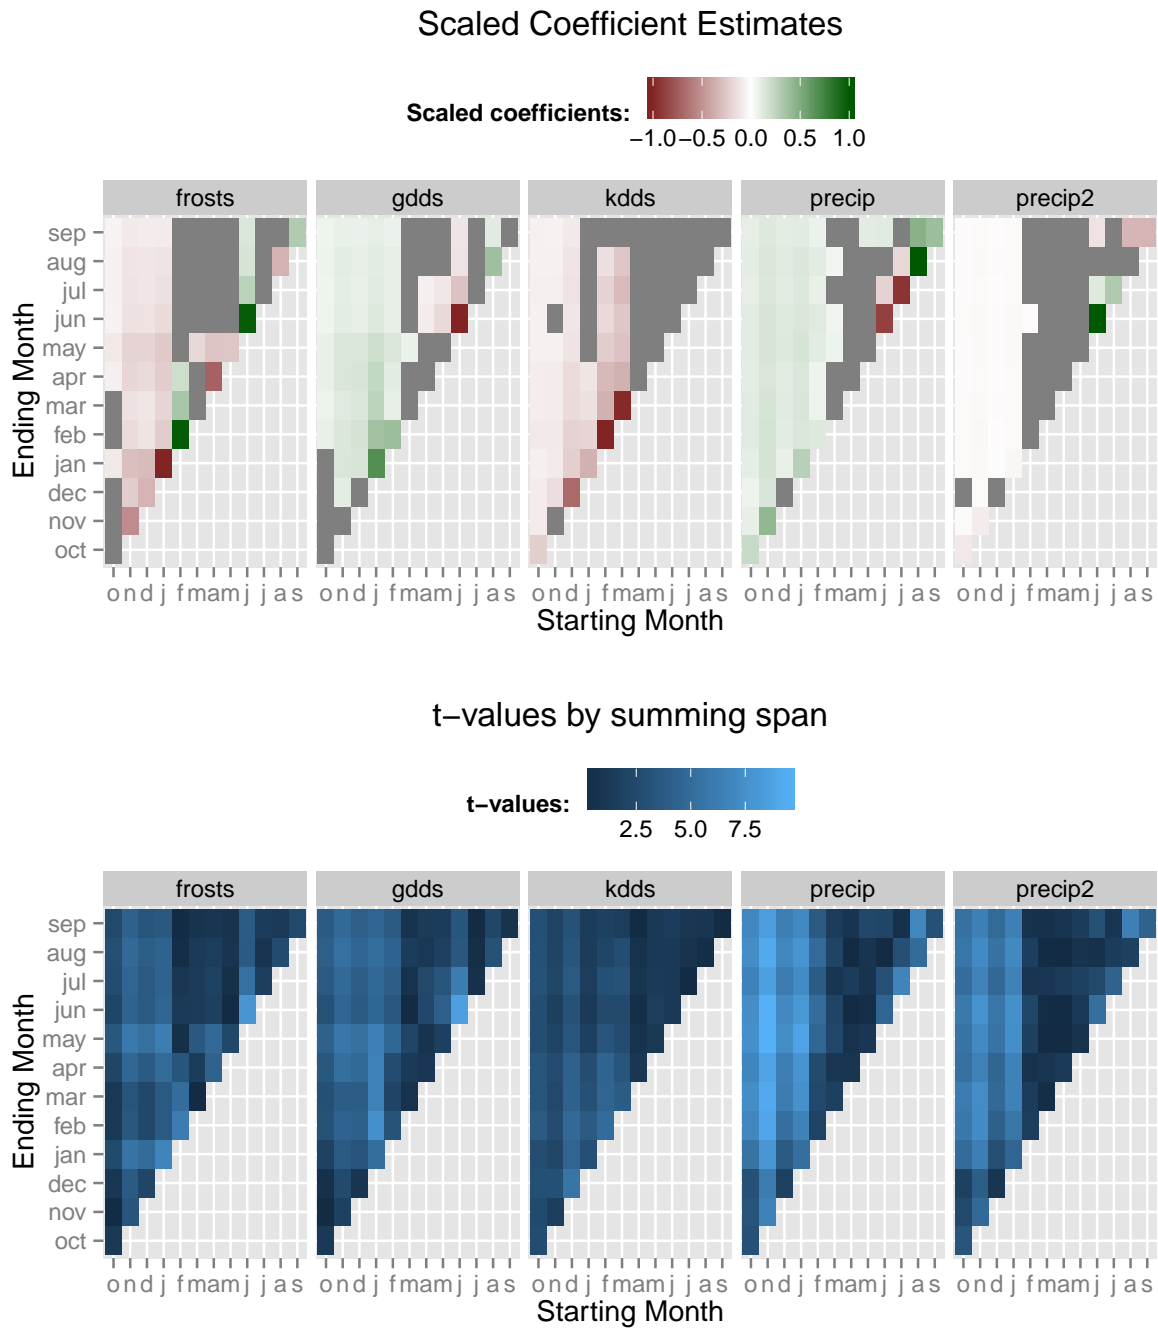 Scaled Coefficient Estimates
Scaled coefficients:
−1.0 −0.5 0.0 0.5 1.0
frosts gdds kdds precip precip2
Ending Month
sep
aug
jul
jun
may
apr
mar
feb
jan
dec
nov
oct
o n d j f m a m j j a s o n d j f m a m j j a s o n d j f m a m j j a s o n d j f m a m j j a s o n d j f m a m j j a s
Starting Month
t−values by summing span
t−values:
2.5 5.0 7.5
frosts gdds kdds precip precip2
Ending Month
sep
aug
jul
jun
may
apr
mar
feb
jan
dec
nov
oct
o n d j f m a m j j a s o n d j f m a m j j a s o n d j f m a m j j a s o n d j f m a m j j a s o n d j f m a m j j a s
Starting Month